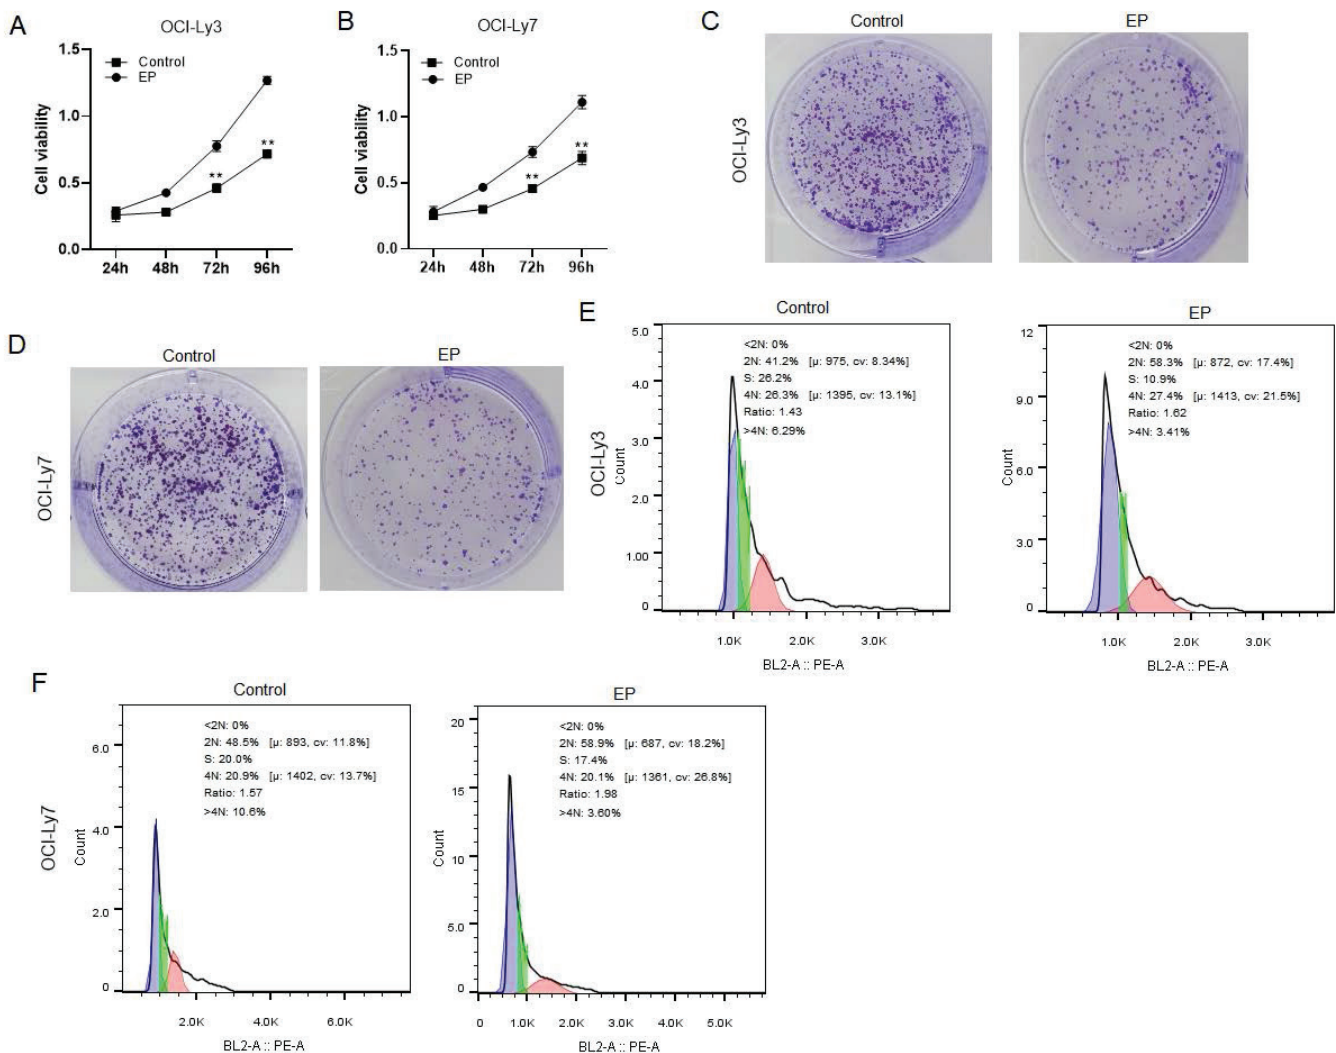 A
OCI-Ly3
1.5
1.0
0.5
0.0
Cell viability
Control
EP
**
**
24h 48h 72h 96h
B
OCI-Ly7
1.5
1.0
0.5
0.0
Cell viability
Control
EP
**
**
24h 48h 72h 96h
C
Control
EP
OCI-Ly3
D
Control
EP
OCI-Ly7
E
OCI-Ly3
Control
5.0
4.0
3.0
2.0
1.00
0
Count
<2N: 0%
2N: 41.2% [μ: 975, cv: 8.34%]
S: 26.2%
4N: 26.3% [μ: 1395, cv: 13.1%]
Ratio: 1.43
>4N: 6.29%
1.0K 2.0K 3.0K
BL2-A :: PE-A
EP
12
9.0
6.0
3.0
0
Count
<2N: 0%
2N: 58.3% [μ: 872, cv: 17.4%]
S: 10.9%
4N: 27.4% [μ: 1413, cv: 21.5%]
Ratio: 1.62
>4N: 3.41%
1.0K 2.0K 3.0K
BL2-A :: PE-A
F
OCI-Ly7
Control
6.0
4.0
2.0
0
Count
<2N: 0%
2N: 48.5% [μ: 893, cv: 11.8%]
S: 20.0%
4N: 20.9% [μ: 1402, cv: 13.7%]
Ratio: 1.57
>4N: 10.6%
2.0K 4.0K 6.0K
BL2-A :: PE-A
EP
20
15
10
5.0
0
Count
<2N: 0%
2N: 58.9% [μ: 687, cv: 18.2%]
S: 17.4%
4N: 20.1% [μ: 1361, cv: 26.8%]
Ratio: 1.98
>4N: 3.60%
0 1.0K 2.0K 3.0K 4.0K 5.0K
BL2-A :: PE-A